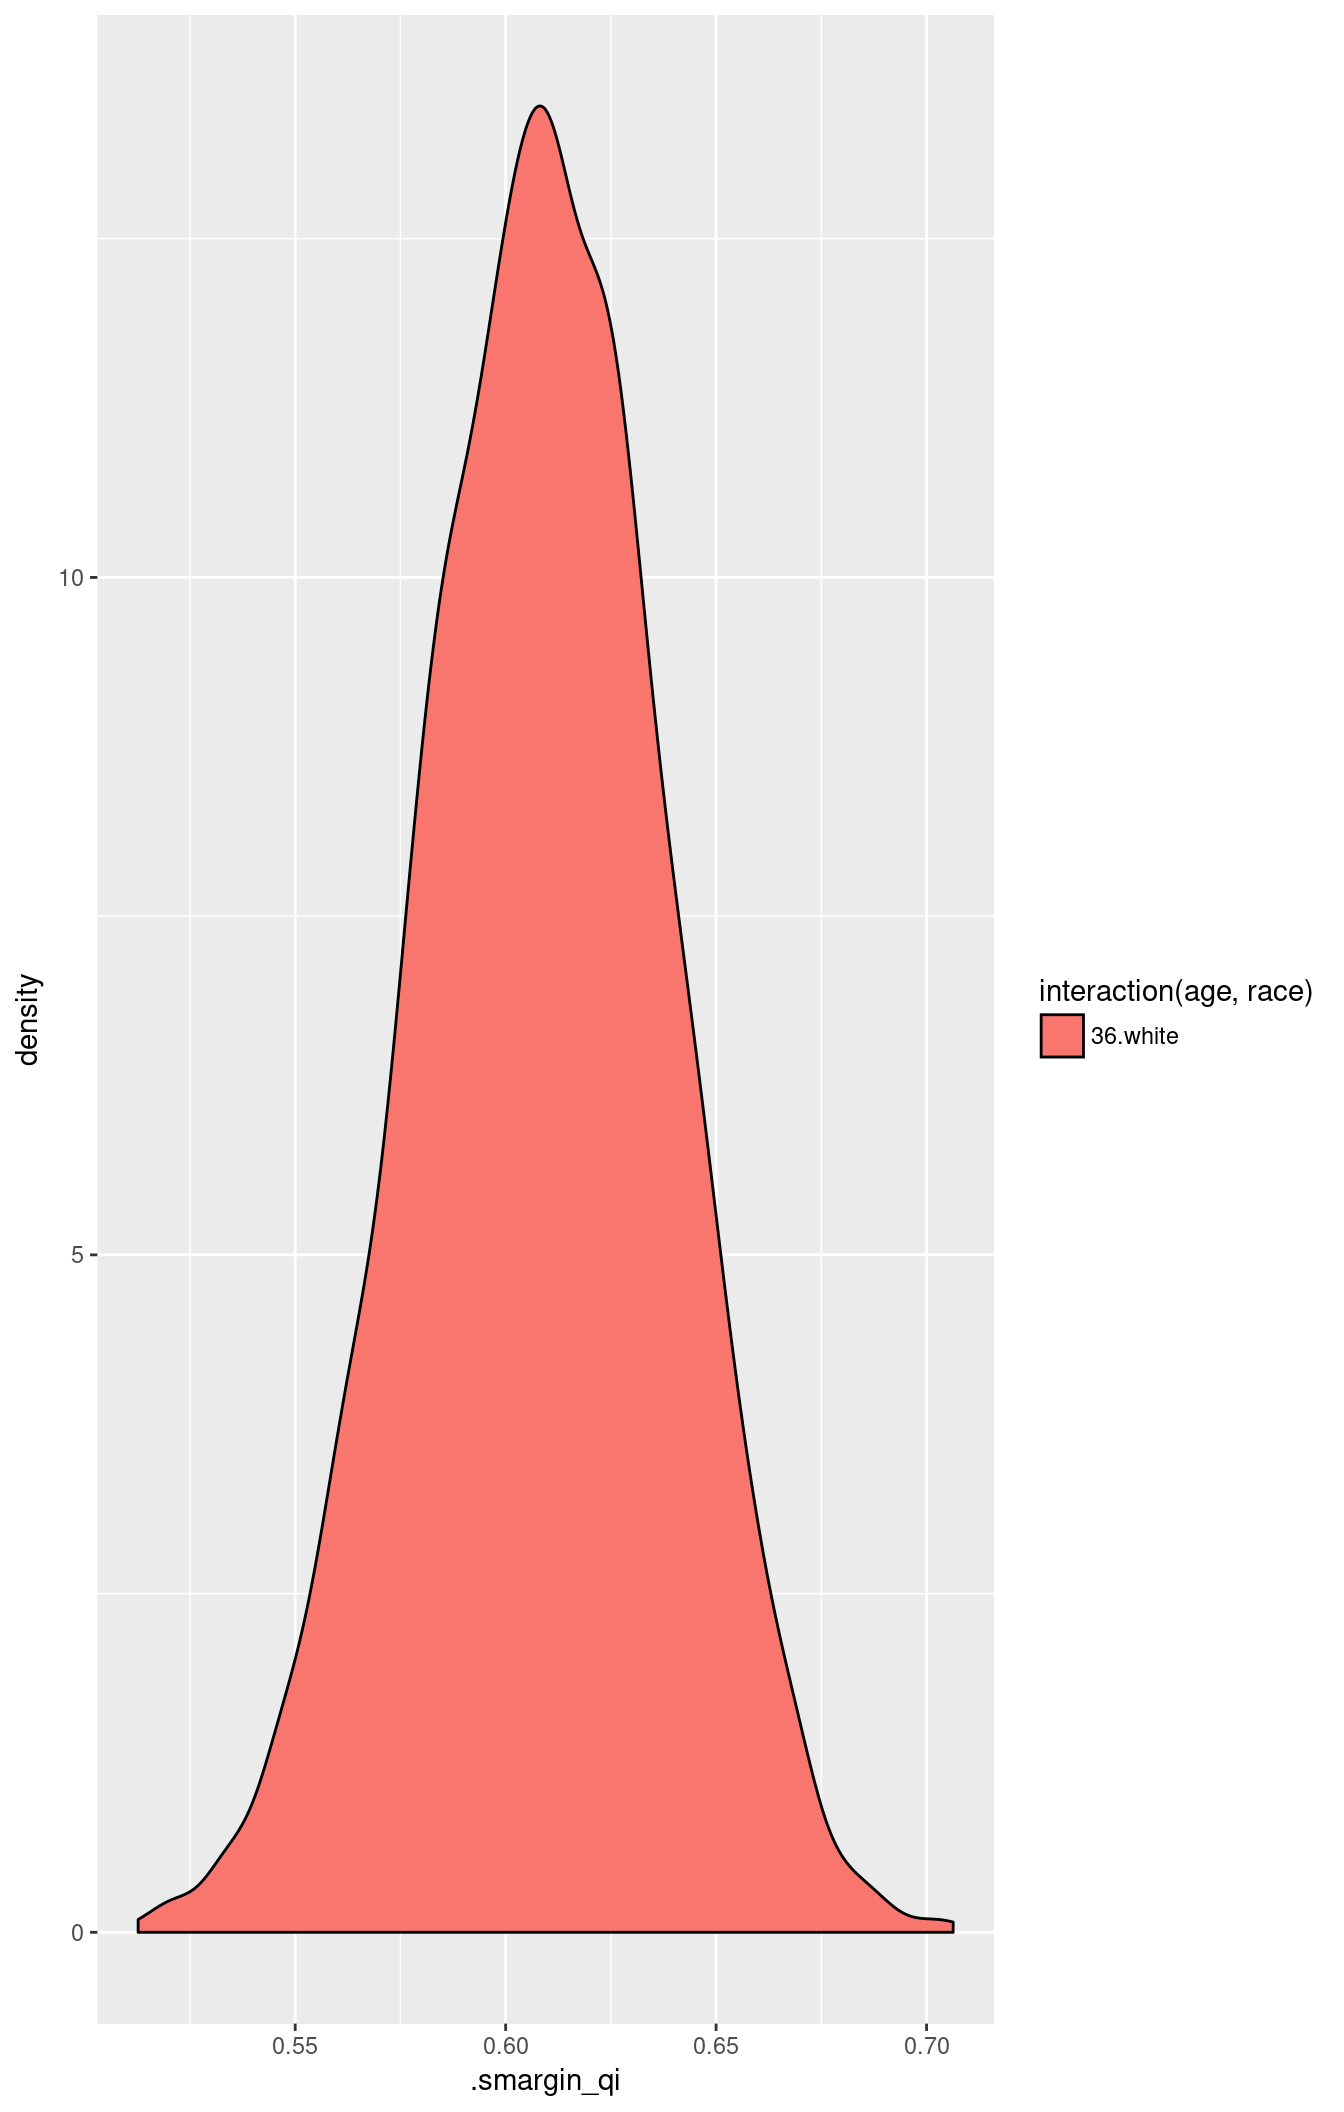 10
5
0
density
0.55 0.60 0.65 0.70
.smargin_qi
interaction(age, race)
36.white